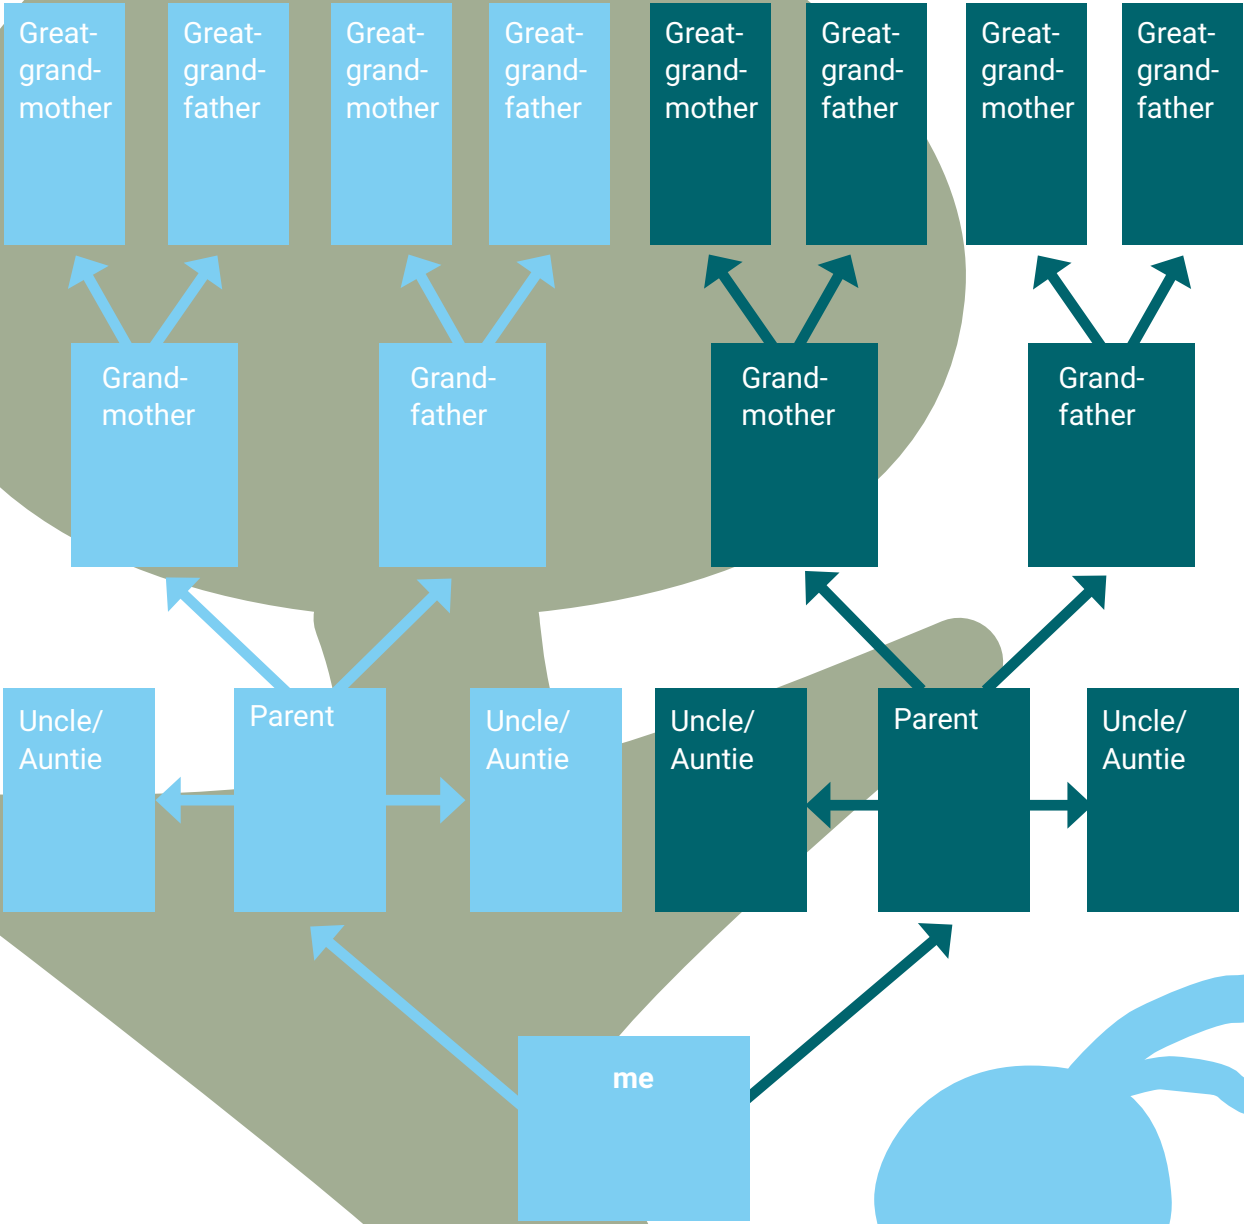 Great-
grand-
mother
Great-
grand-
father
Great-
grand-
mother
Great-
grand-
father
Great-
grand-
mother
Great-
grand-
father
Great-
grand-
mother
Great-
grand-
father
Grand-
mother
Grand-
father
Grand-
mother
Grand-
father
Uncle/
Auntie
Parent
Uncle/
Auntie
Uncle/
Auntie
Parent
Uncle/
Auntie
me